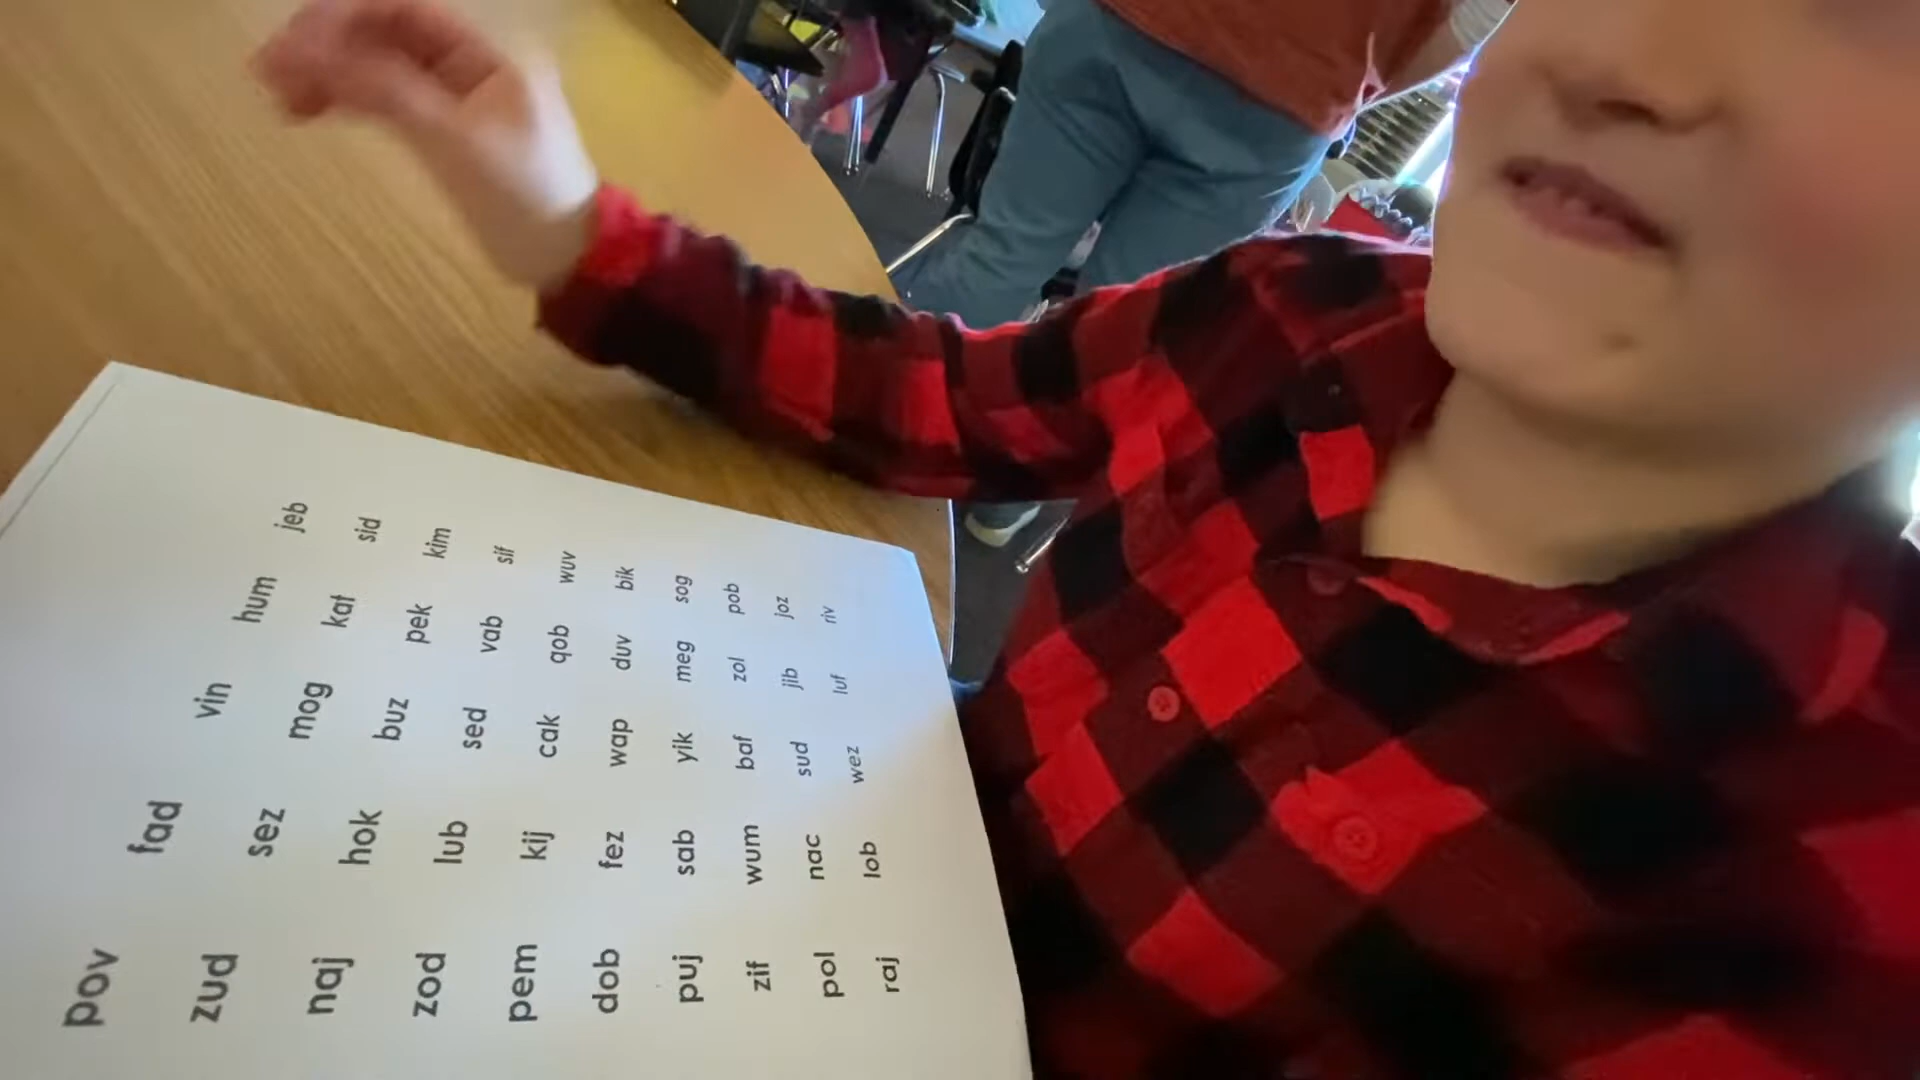 pov fad vin hum jeb
zud sez mog kat sid
naj hok buz pek kim
zod lub sed vab sif
pem kij cak qob wuv
dob fez wap duv bik
puj sab yik meg sog
zif wum baf zol pob
pol nac sud jib joz
raj lob wez luf riv